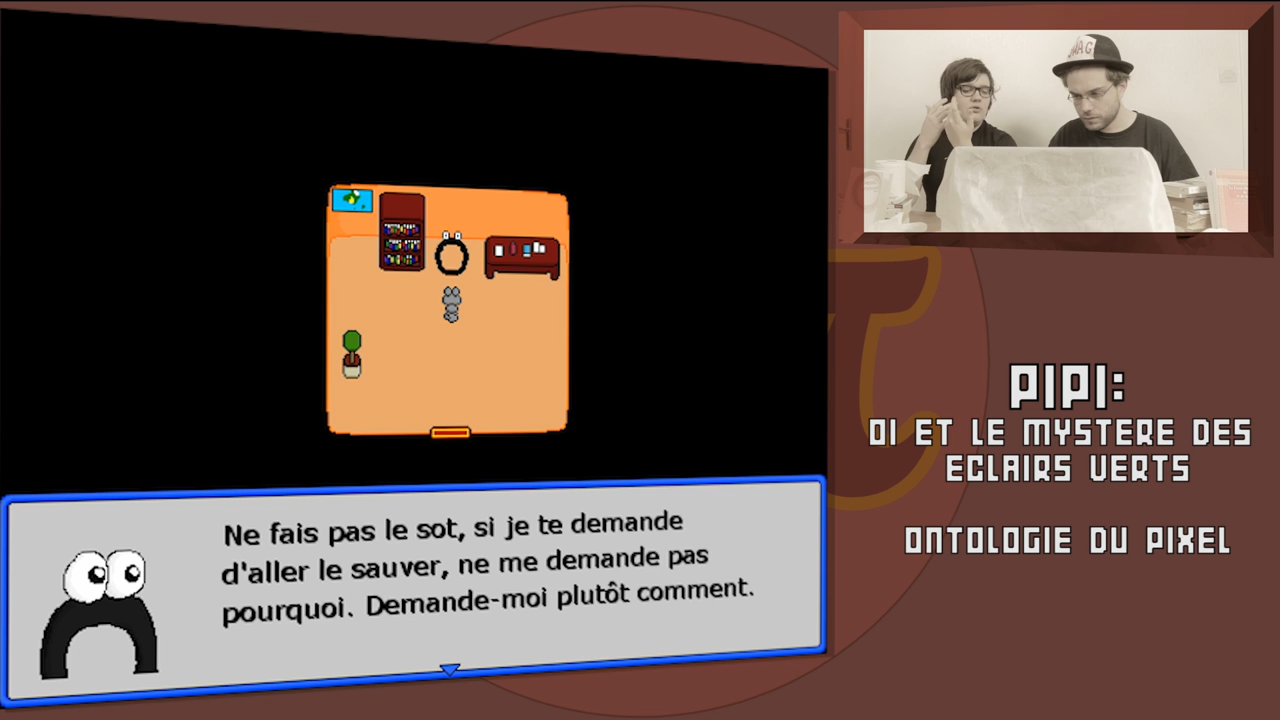 Ne fais pas le sot, si je te demande
d'aller le sauver, ne me demande pas
pourquoi. Demande-moi plutôt comment.
PIPI:
OI ET LE MYSTERE DES
ECLAIRS VERTS
ONTOLOGIE DU PIXEL